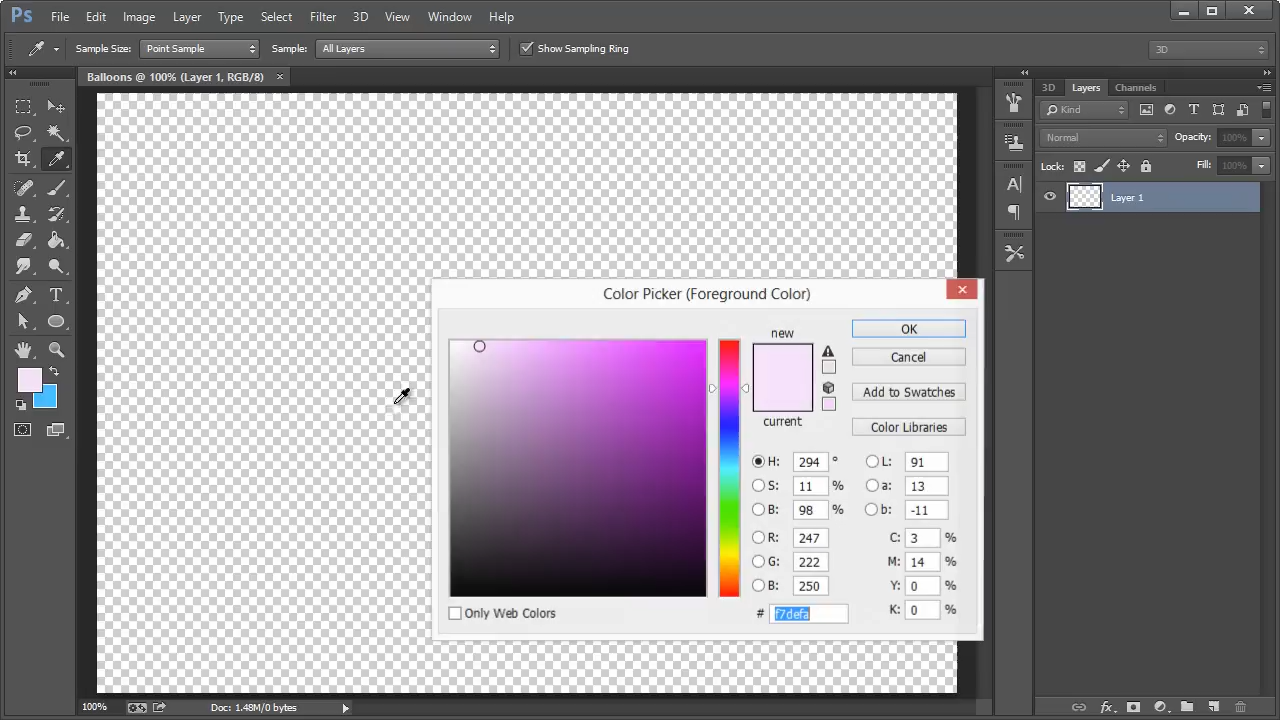 Ps File Edit Image Layer Type Select Filter 3D View Window Help
Sample Size: Point Sample Sample: All Layers Show Sampling Ring 3D
Balloons @ 100% (Layer 1, RGB/8) ×
3D Layers Channels
Kind
Normal Opacity: 100%
Lock: Fill: 100%
Layer 1
Color Picker (Foreground Color)
new
current
OK
Cancel
Add to Swatches
Color Libraries
H: 294 ° L: 91
S: 11 % a: 13
B: 98 % b: -11
R: 247 C: 3 %
G: 222 M: 14 %
B: 250 Y: 0 %
# f7defa K: 0 %
Only Web Colors
100% Doc: 1.48M/0 bytes